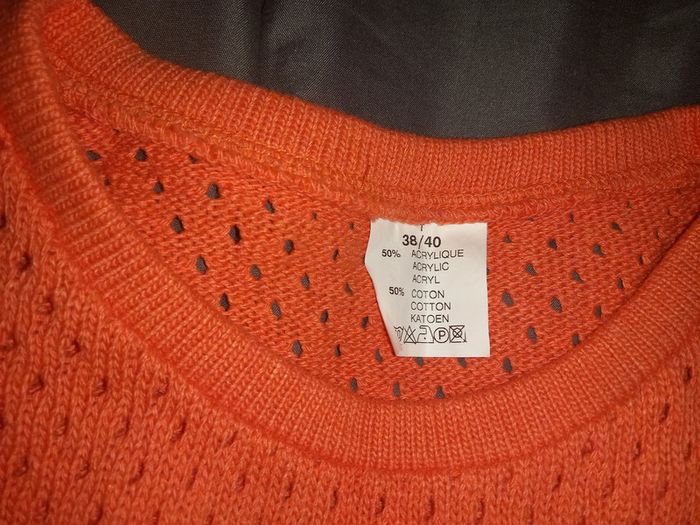 38/40
50% ACRYLIQUE
ACRYLIC
ACRYL
50% COTON
COTTON
KATOEN
P